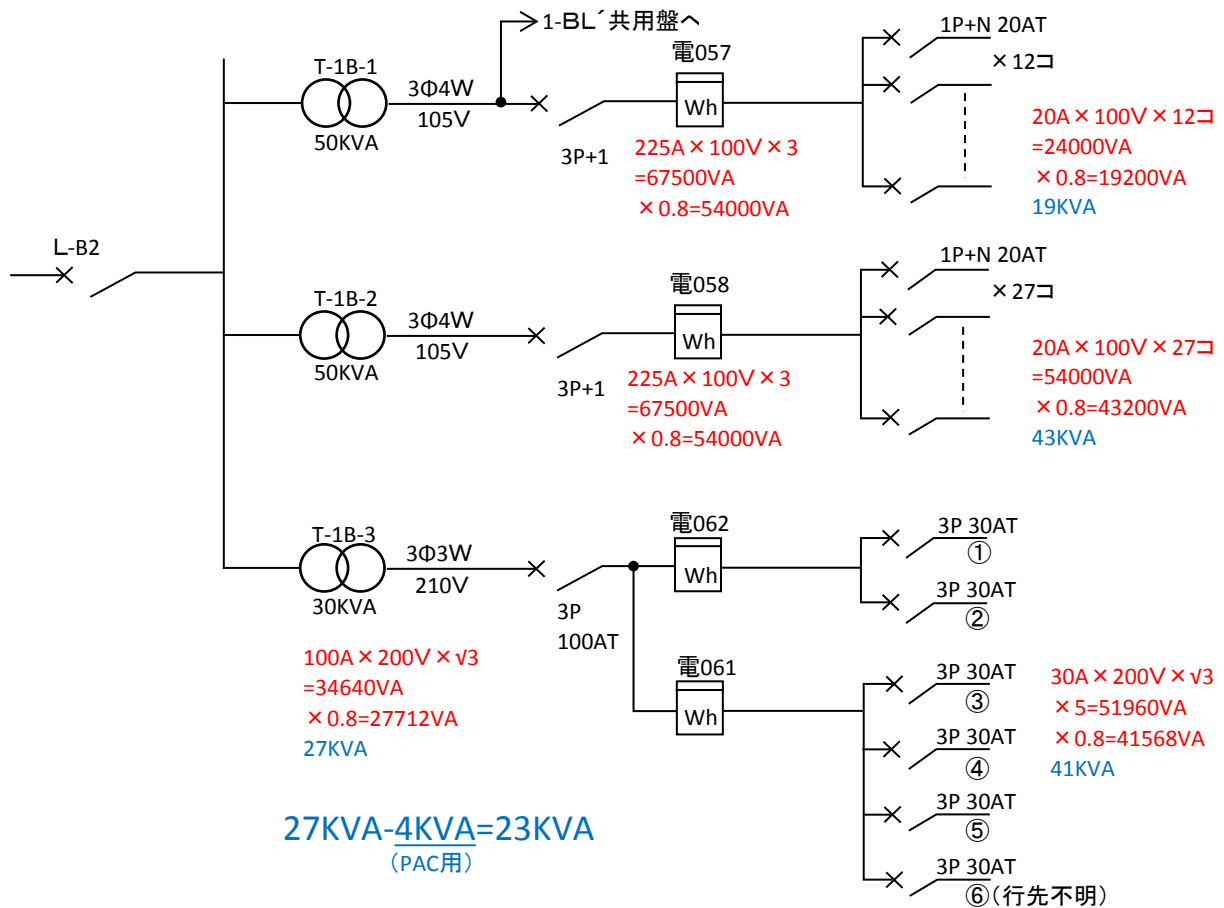 1-BL´共用盤へ
T-1B-1
3Φ4W
105V
50KVA
3P+1
電057
Wh
225A×100V×3
=67500VA
×0.8=54000VA
1P+N 20AT
×12コ
20A×100V×12コ
=24000VA
×0.8=19200VA
19KVA
L-B2
T-1B-2
3Φ4W
105V
50KVA
3P+1
電058
Wh
225A×100V×3
=67500VA
×0.8=54000VA
1P+N 20AT
×27コ
20A×100V×27コ
=54000VA
×0.8=43200VA
43KVA
T-1B-3
3Φ3W
210V
30KVA
3P
100AT
100A×200V×√3
=34640VA
×0.8=27712VA
27KVA
電062
Wh
3P 30AT
①
3P 30AT
②
電061
Wh
3P 30AT
③
3P 30AT
④
3P 30AT
⑤
3P 30AT
⑥(行先不明)
30A×200V×√3
×5=51960VA
×0.8=41568VA
41KVA
27KVA-4KVA=23KVA
(PAC用)